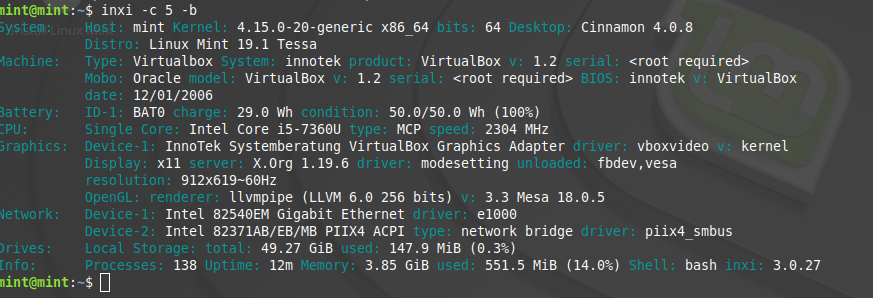 mint@mint:~$ inxi -c 5 -b
System:    Host: mint Kernel: 4.15.0-20-generic x86_64 bits: 64 Desktop: Cinnamon 4.0.8
           Distro: Linux Mint 19.1 Tessa
Machine:   Type: Virtualbox System: innotek product: VirtualBox v: 1.2 serial: <root required>
           Mobo: Oracle model: VirtualBox v: 1.2 serial: <root required> BIOS: innotek v: VirtualBox
           date: 12/01/2006
Battery:   ID-1: BAT0 charge: 29.0 Wh condition: 50.0/50.0 Wh (100%)
CPU:       Single Core: Intel Core i5-7360U type: MCP speed: 2304 MHz
Graphics:  Device-1: InnoTek Systemberatung VirtualBox Graphics Adapter driver: vboxvideo v: kernel
           Display: x11 server: X.Org 1.19.6 driver: modesetting unloaded: fbdev,vesa
           resolution: 912x619~60Hz
           OpenGL: renderer: llvmpipe (LLVM 6.0 256 bits) v: 3.3 Mesa 18.0.5
Network:   Device-1: Intel 82540EM Gigabit Ethernet driver: e1000
           Device-2: Intel 82371AB/EB/MB PIIX4 ACPI type: network bridge driver: piix4_smbus
Drives:    Local Storage: total: 49.27 GiB used: 147.9 MiB (0.3%)
Info:      Processes: 138 Uptime: 12m Memory: 3.85 GiB used: 551.5 MiB (14.0%) Shell: bash inxi: 3.0.27
mint@mint:~$